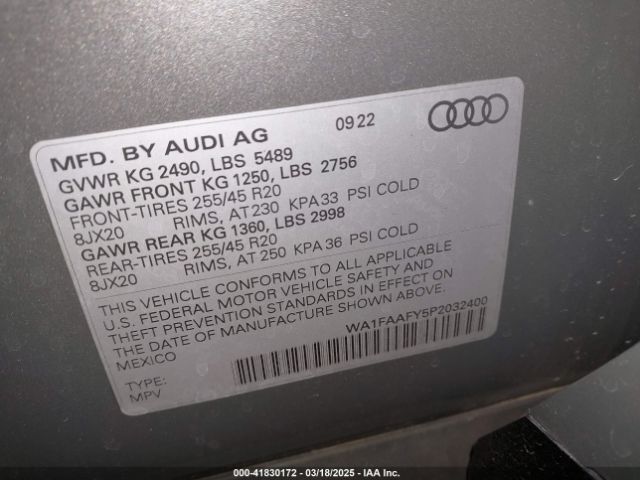 MFD. BY AUDI AG 09 22
GVWR KG 2490, LBS 5489
GAWR FRONT KG 1250, LBS 2756
FRONT-TIRES 255/45 R20
8JX20 RIMS, AT 230 KPA 33 PSI COLD
GAWR REAR KG 1360, LBS 2998
REAR-TIRES 255/45 R20
8JX20 RIMS, AT 250 KPA 36 PSI COLD
THIS VEHICLE CONFORMS TO ALL APPLICABLE
U.S. FEDERAL MOTOR VEHICLE SAFETY AND
THEFT PREVENTION STANDARDS IN EFFECT ON
THE DATE OF MANUFACTURE SHOWN ABOVE.
MEXICO
WA1FAAFY5P2032400
TYPE:
MPV
000-41830172 — 03/18/2025 — IAA Inc.